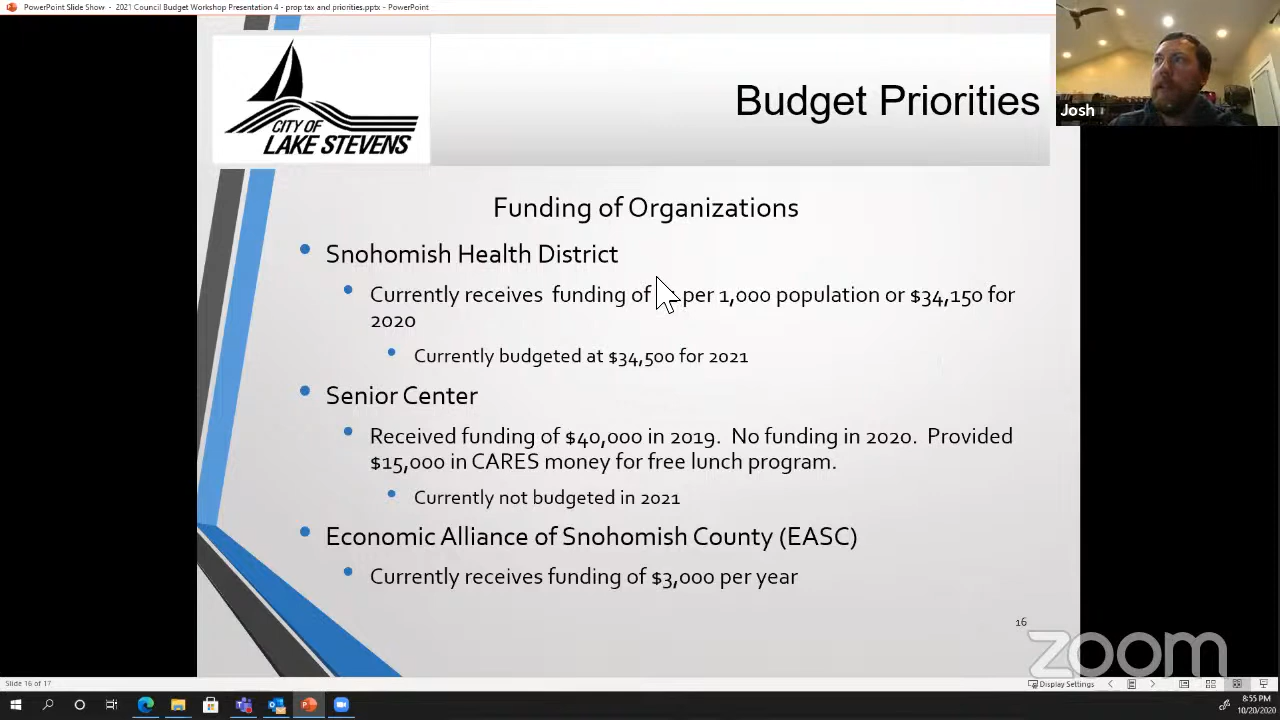 PowerPoint Slide Show - 2021 Council Budget Workshop Presentation 4 - prop tax and priorities.pptx - PowerPoint
Josh
CITY OF
LAKE STEVENS
Budget Priorities
Funding of Organizations
Snohomish Health District
Currently receives funding of per 1,000 population or $34,150 for
2020
Currently budgeted at $34,500 for 2021
Senior Center
Received funding of $40,000 in 2019. No funding in 2020. Provided
$15,000 in CARES money for free lunch program.
Currently not budgeted in 2021
Economic Alliance of Snohomish County (EASC)
Currently receives funding of $3,000 per year
16
zoom
Slide 16 of 17
Display Settings
8:55 PM
10/20/2020